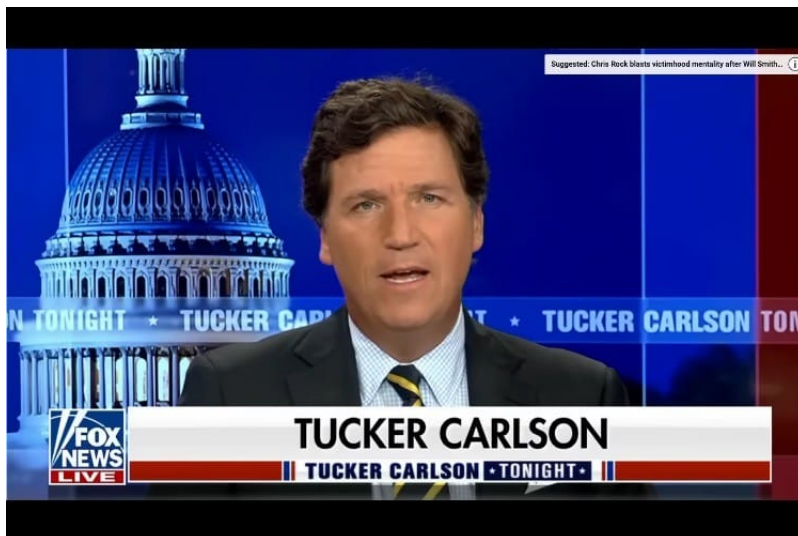 Suggested: Chris Rock blasts victimhood mentality after Will Smith...
N TONIGHT * TUCKER CAR T * TUCKER CARLSON TON
TUCKER CARLSON
FOX
NEWS
LIVE
TUCKER CARLSON *TONIGHT*